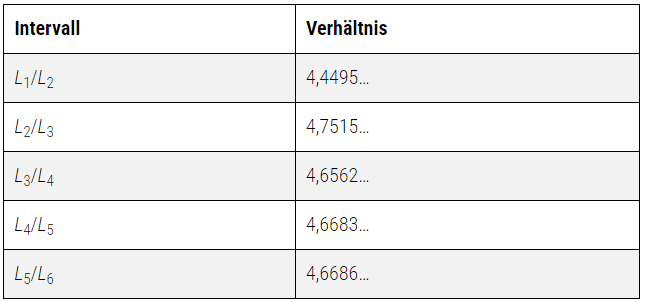 Intervall Verhältnis
L₁/L₂ 4,4495…
L₂/L₃ 4,7515…
L₃/L₄ 4,6562…
L₄/L₅ 4,6683…
L₅/L₆ 4,6686…